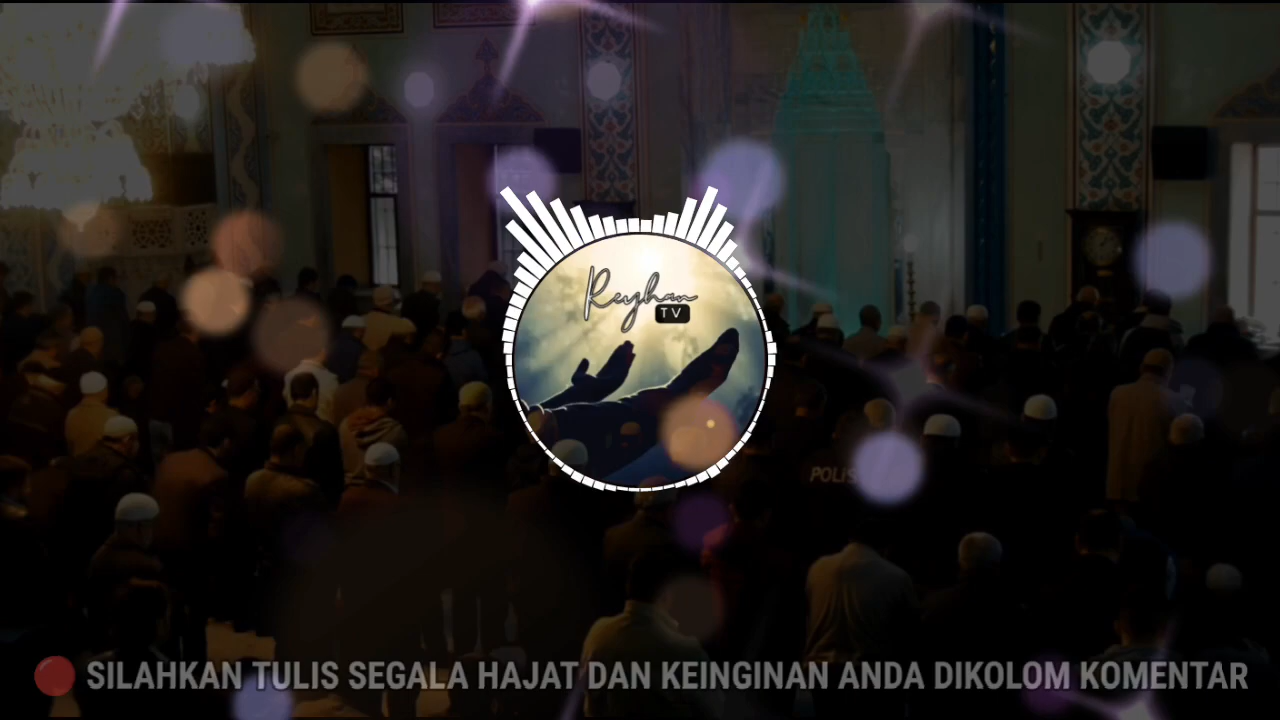 Reyhan
TV
POLIS
SILAHKAN TULIS SEGALA HAJAT DAN KEINGINAN ANDA DIKOLOM KOMENTAR